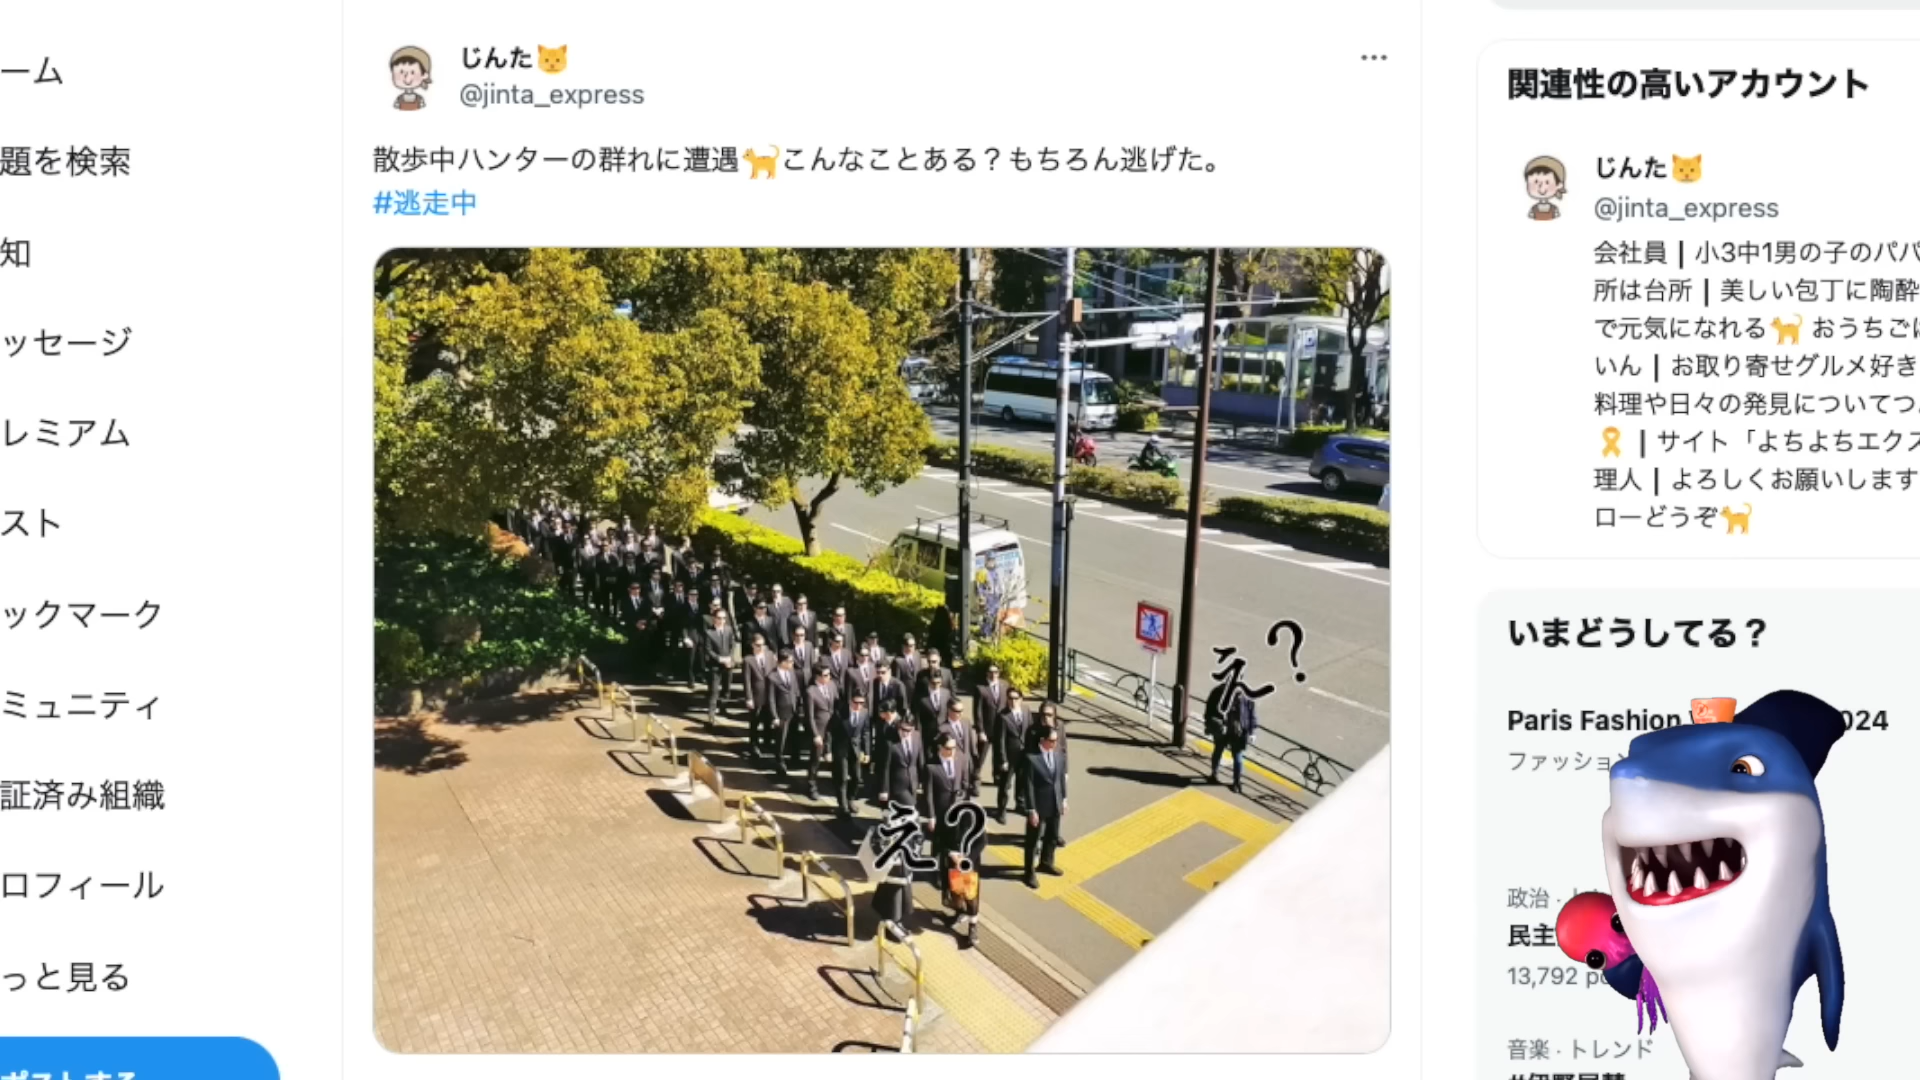 ーム
題を検索
知
ッセージ
レミアム
スト
ックマーク
ミュニティ
証済み組織
ロフィール
っと見る
ポストする
じんた
@jinta_express
散歩中ハンターの群れに遭遇🐈こんなことある?もちろん逃げた。
#逃走中
え?
え?
関連性の高いアカウント
じんた
@jinta_express
会社員 | 小3中1男の子のパパ
所は台所 | 美しい包丁に陶酔
で元気になれる🐈 おうちごは
いん | お取り寄せグルメ好き
料理や日々の発見についてつ
| サイト「よちよちエクス
理人 | よろしくお願いします
ローどうぞ🐈
いまどうしてる?
Paris Fashion 024
ファッション
政治 ·
民主
13,792 po
音楽 · トレンド